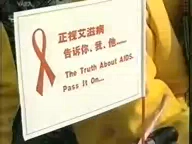 正视艾滋病
告诉你、我、他......
The Truth About AIDS.
Pass It On...